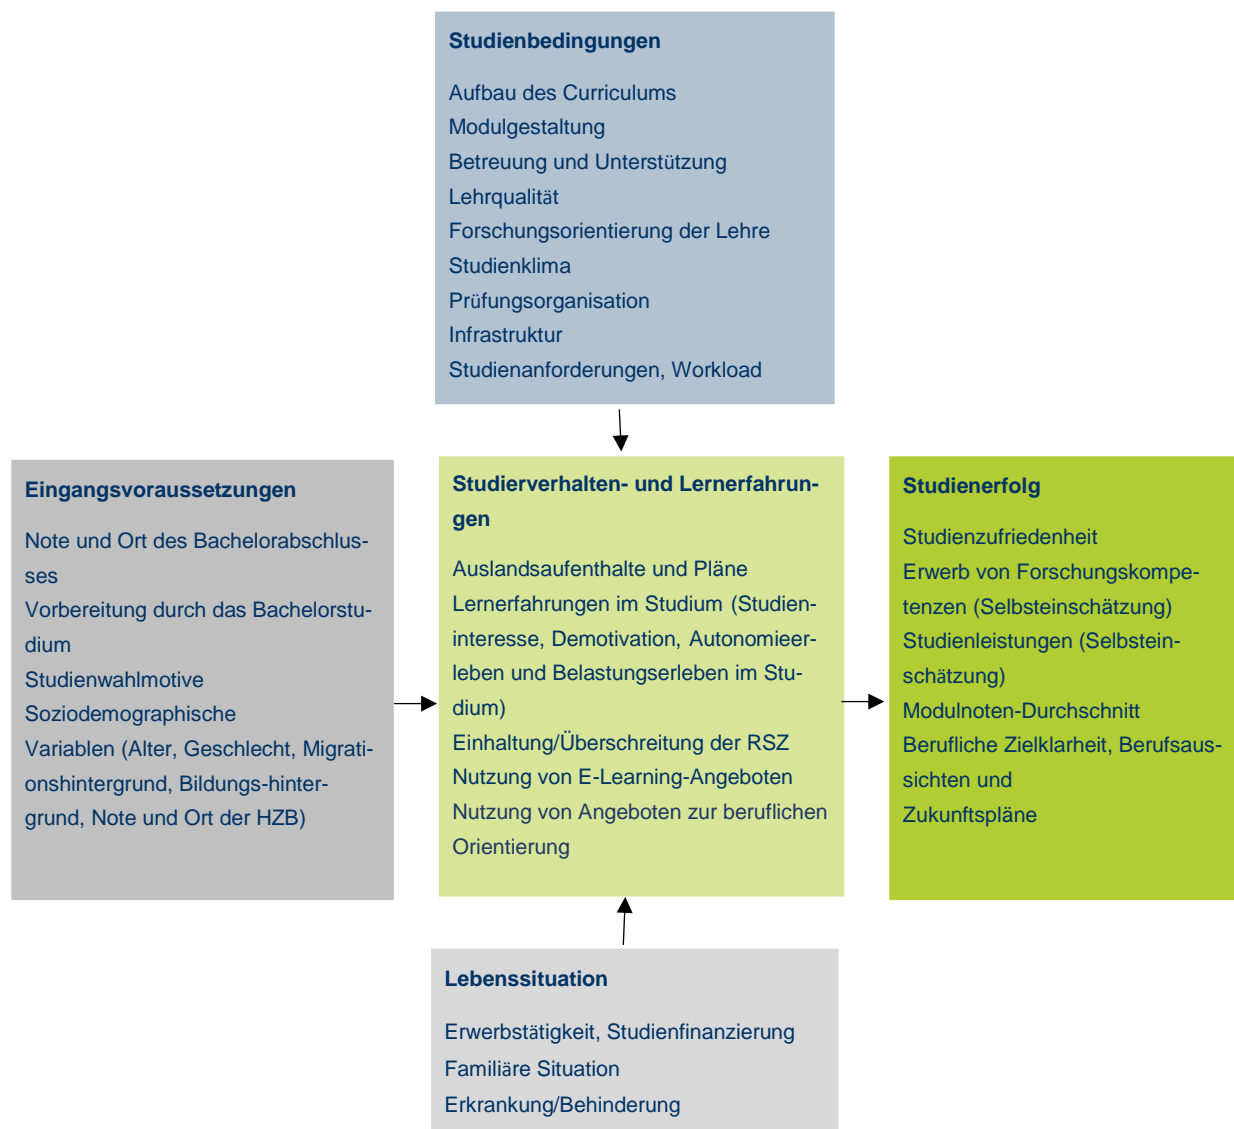 Studienbedingungen
Aufbau des Curriculums
Modulgestaltung
Betreuung und Unterstützung
Lehrqualität
Forschungsorientierung der Lehre
Studienklima
Prüfungsorganisation
Infrastruktur
Studienanforderungen, Workload
Eingangsvoraussetzungen
Note und Ort des Bachelorabschlus-
ses
Vorbereitung durch das Bachelorstu-
dium
Studienwahlmotive
Soziodemographische
Variablen (Alter, Geschlecht, Migrati-
onshintergrund, Bildungs-hinter-
grund, Note und Ort der HZB)
Studierverhalten- und Lernerfahrun-
gen
Auslandsaufenthalte und Pläne
Lernerfahrungen im Studium (Studien-
interesse, Demotivation, Autonomieer-
leben und Belastungserleben im Stu-
dium)
Einhaltung/Überschreitung der RSZ
Nutzung von E-Learning-Angeboten
Nutzung von Angeboten zur beruflichen
Orientierung
Studienerfolg
Studienzufriedenheit
Erwerb von Forschungskompe-
tenzen (Selbsteinschätzung)
Studienleistungen (Selbstein-
schätzung)
Modulnoten-Durchschnitt
Berufliche Zielklarheit, Berufsaus-
sichten und
Zukunftspläne
Lebenssituation
Erwerbstätigkeit, Studienfinanzierung
Familiäre Situation
Erkrankung/Behinderung